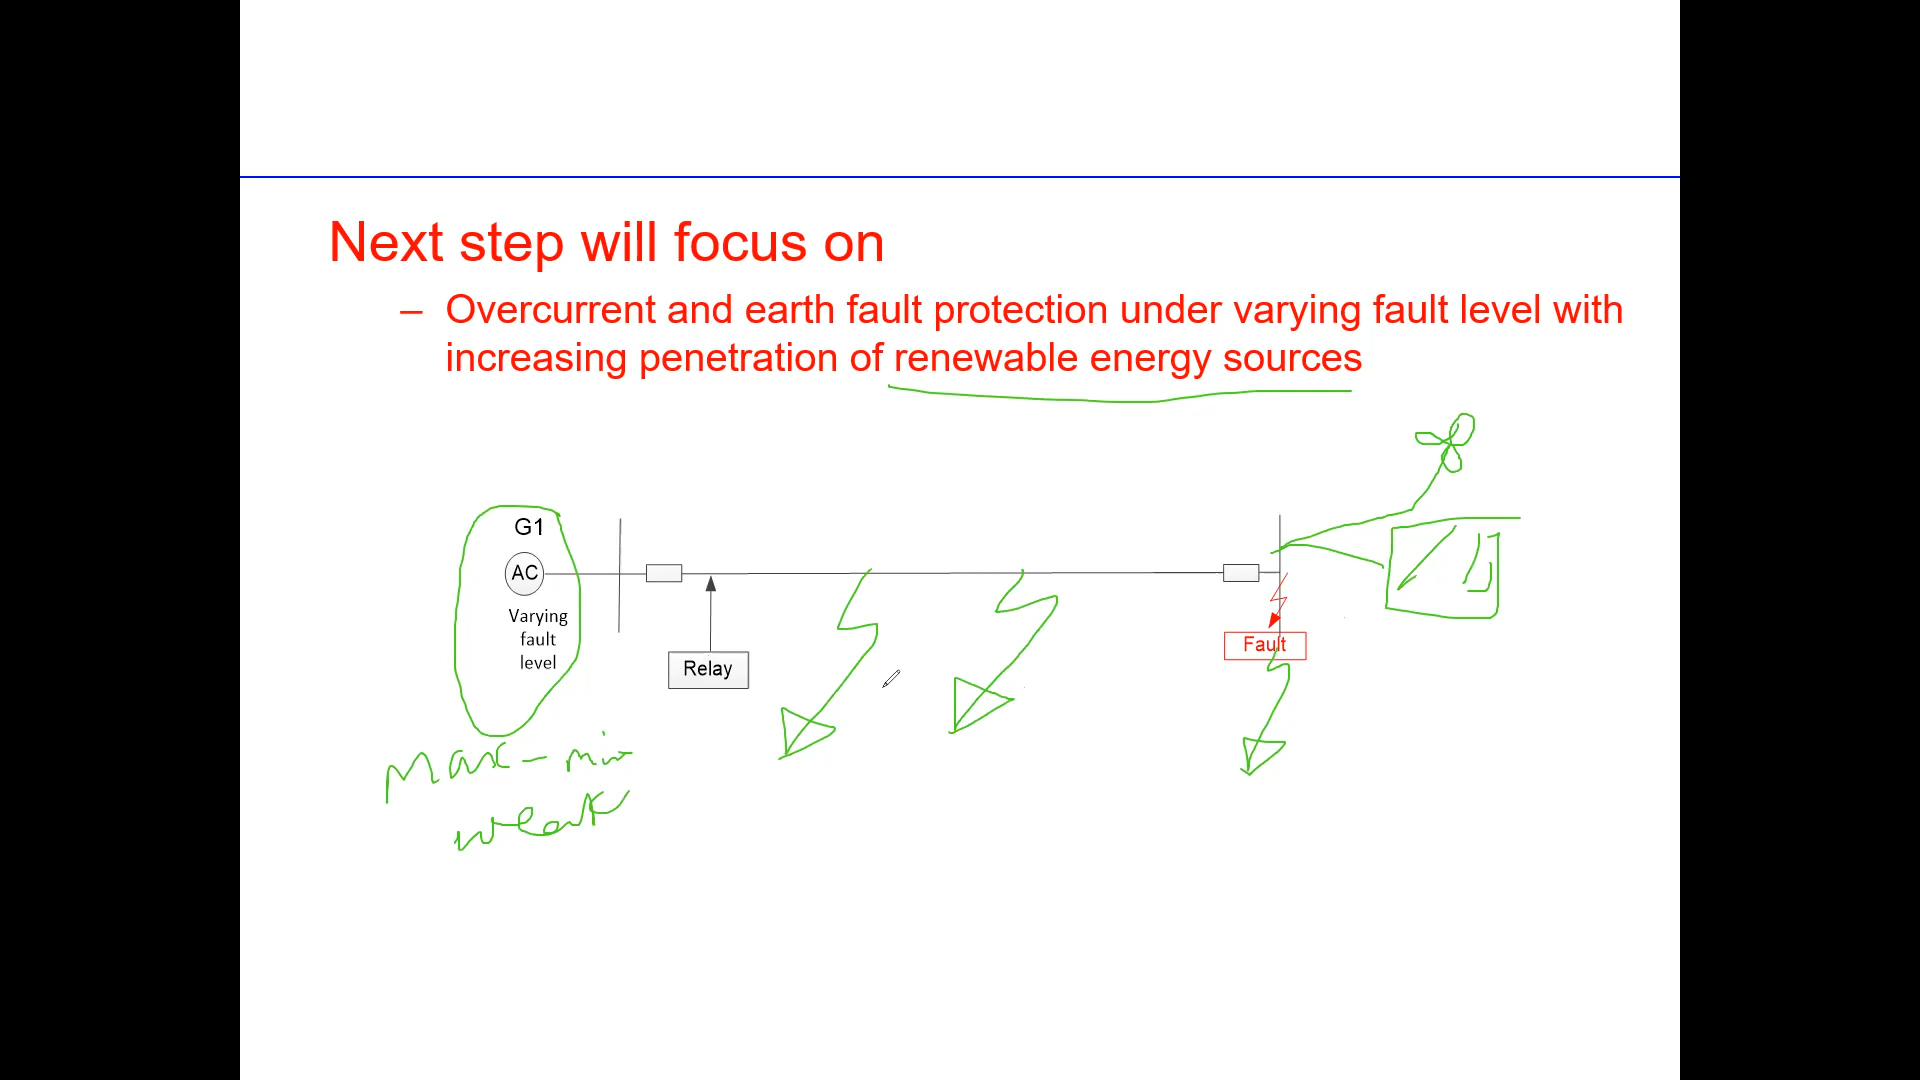 Next step will focus on
– Overcurrent and earth fault protection under varying fault level with
increasing penetration of renewable energy sources
G1
AC
Varying
fault
level
Relay
Fault
Max - min
weak